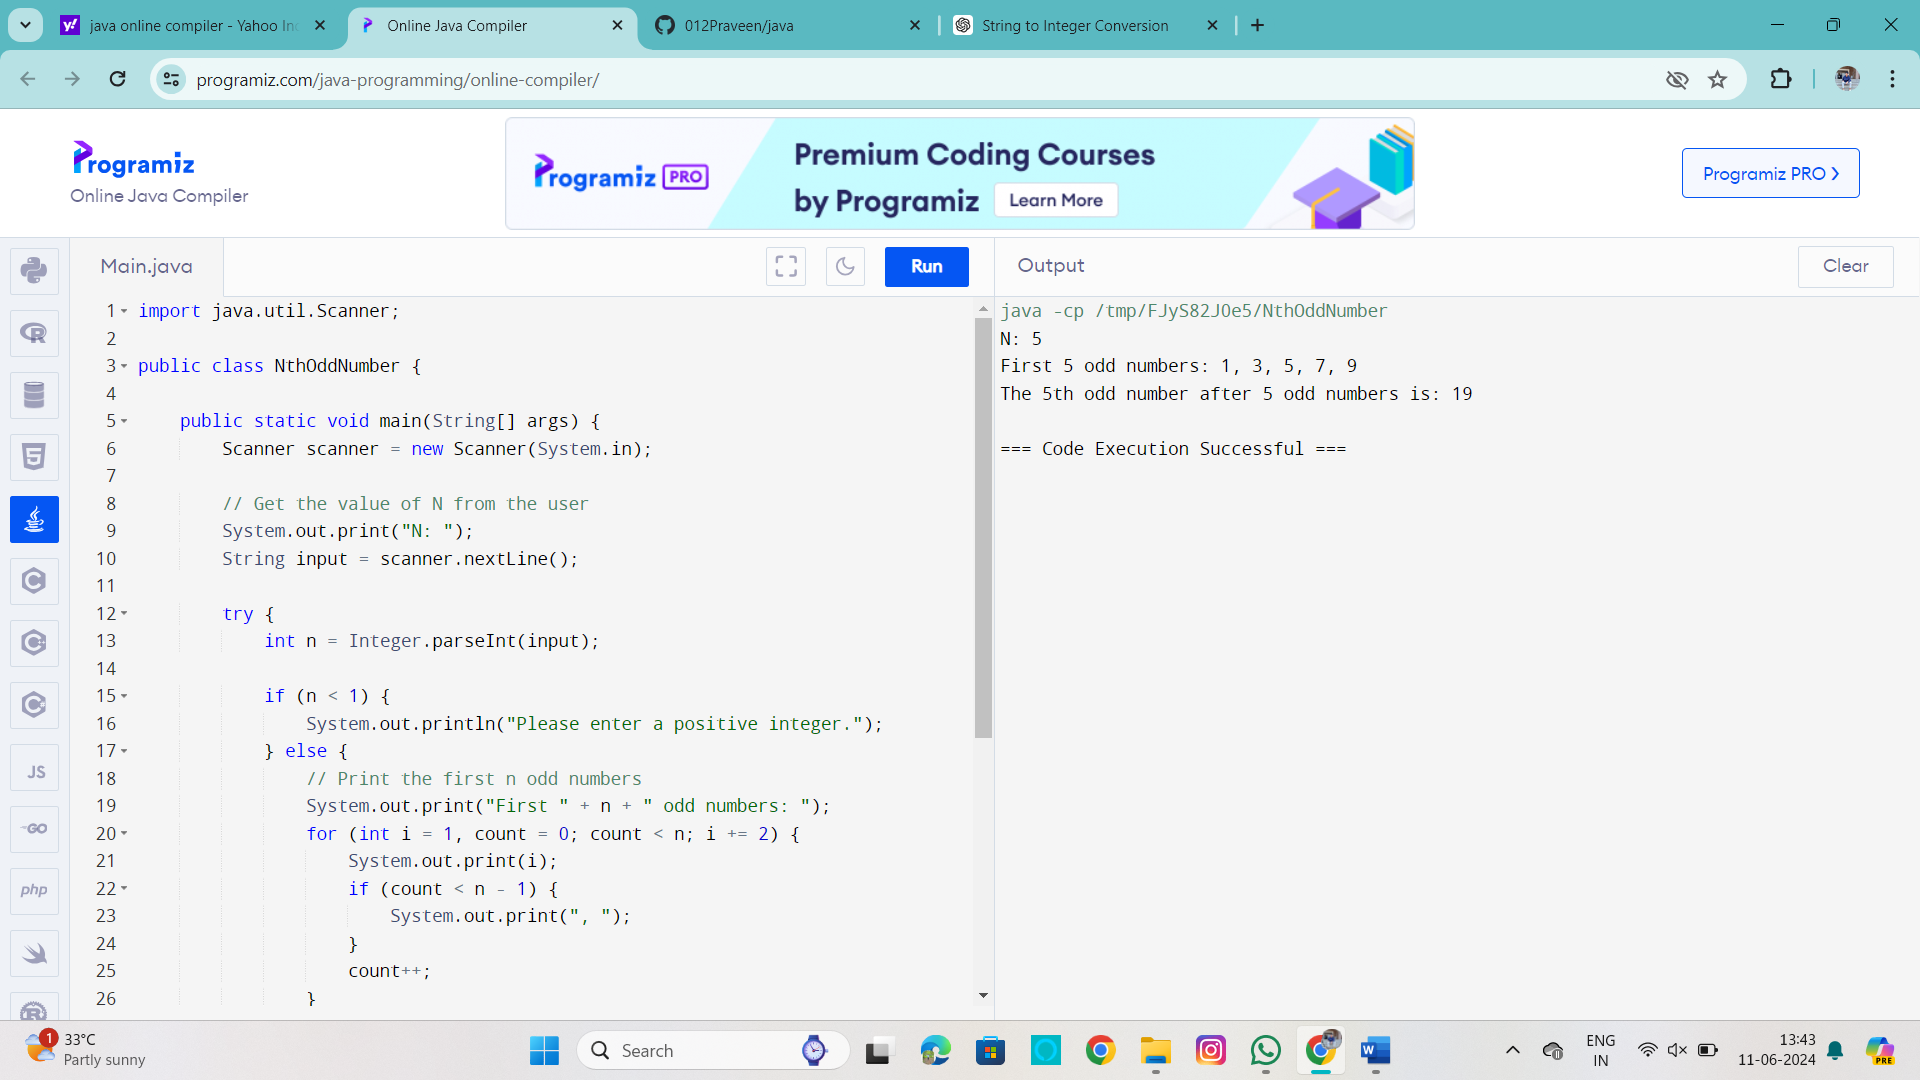 java online compiler - Yahoo In
Online Java Compiler
012Praveen/java
String to Integer Conversion
programiz.com/java-programming/online-compiler/
Programiz
Online Java Compiler
Programiz PRO
Premium Coding Courses
by Programiz
Learn More
Programiz PRO
Main.java
Run
Output
Clear
1 import java.util.Scanner;
2
3 public class NthOddNumber {
4
5 public static void main(String[] args) {
6 Scanner scanner = new Scanner(System.in);
7
8 // Get the value of N from the user
9 System.out.print("N: ");
10 String input = scanner.nextLine();
11
12 try {
13 int n = Integer.parseInt(input);
14
15 if (n < 1) {
16 System.out.println("Please enter a positive integer.");
17 } else {
18 // Print the first n odd numbers
19 System.out.print("First " + n + " odd numbers: ");
20 for (int i = 1, count = 0; count < n; i += 2) {
21 System.out.print(i);
22 if (count < n - 1) {
23 System.out.print(", ");
24 }
25 count++;
26 }
java -cp /tmp/FJyS82J0e5/NthOddNumber
N: 5
First 5 odd numbers: 1, 3, 5, 7, 9
The 5th odd number after 5 odd numbers is: 19
=== Code Execution Successful ===
JS
GO
php
1
33°C
Partly sunny
Search
ENG
IN
13:43
11-06-2024
PRE